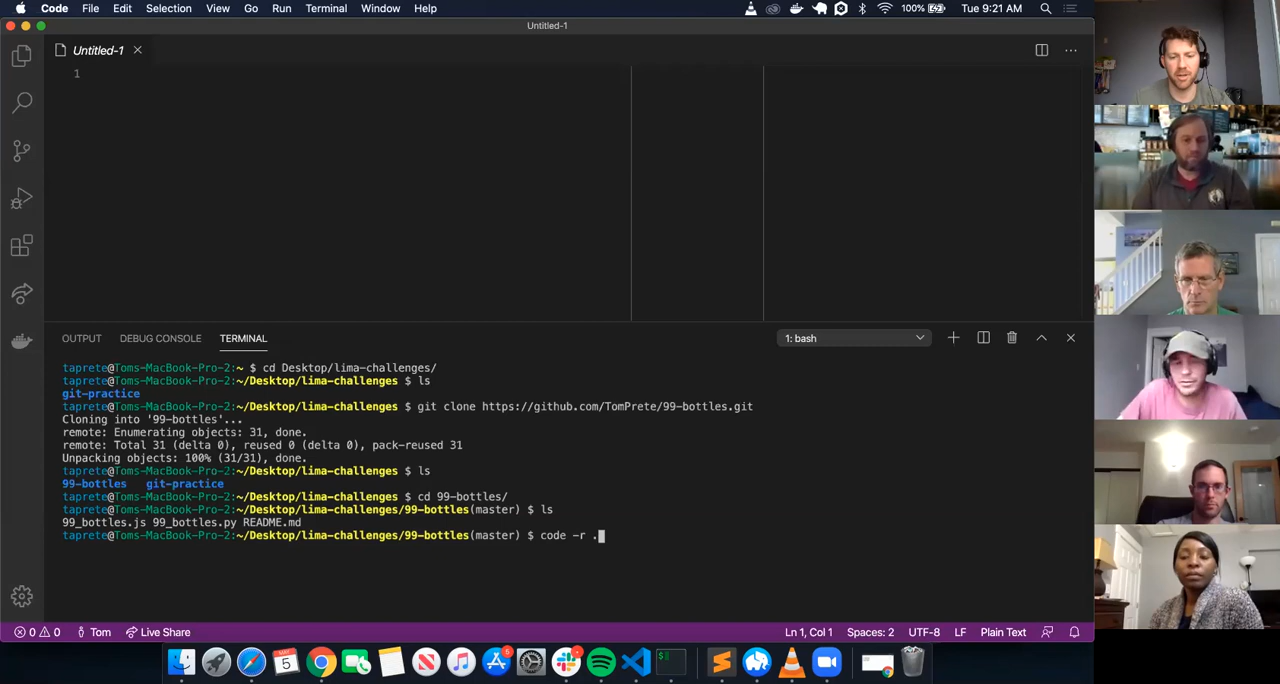 Code File Edit Selection View Go Run Terminal Window Help 100% Tue 9:21 AM
Untitled-1
Untitled-1
1
OUTPUT DEBUG CONSOLE TERMINAL 1: bash
taprete@Toms-MacBook-Pro-2:~ $ cd Desktop/lima-challenges/
taprete@Toms-MacBook-Pro-2:~/Desktop/lima-challenges $ ls
git-practice
taprete@Toms-MacBook-Pro-2:~/Desktop/lima-challenges $ git clone https://github.com/TomPrete/99-bottles.git
Cloning into '99-bottles'...
remote: Enumerating objects: 31, done.
remote: Total 31 (delta 0), reused 0 (delta 0), pack-reused 31
Unpacking objects: 100% (31/31), done.
taprete@Toms-MacBook-Pro-2:~/Desktop/lima-challenges $ ls
99-bottles git-practice
taprete@Toms-MacBook-Pro-2:~/Desktop/lima-challenges $ cd 99-bottles/
taprete@Toms-MacBook-Pro-2:~/Desktop/lima-challenges/99-bottles(master) $ ls
99_bottles.js 99_bottles.py README.md
taprete@Toms-MacBook-Pro-2:~/Desktop/lima-challenges/99-bottles(master) $ code -r .
0 0 Tom Live Share Ln 1, Col 1 Spaces: 2 UTF-8 LF Plain Text
5
5